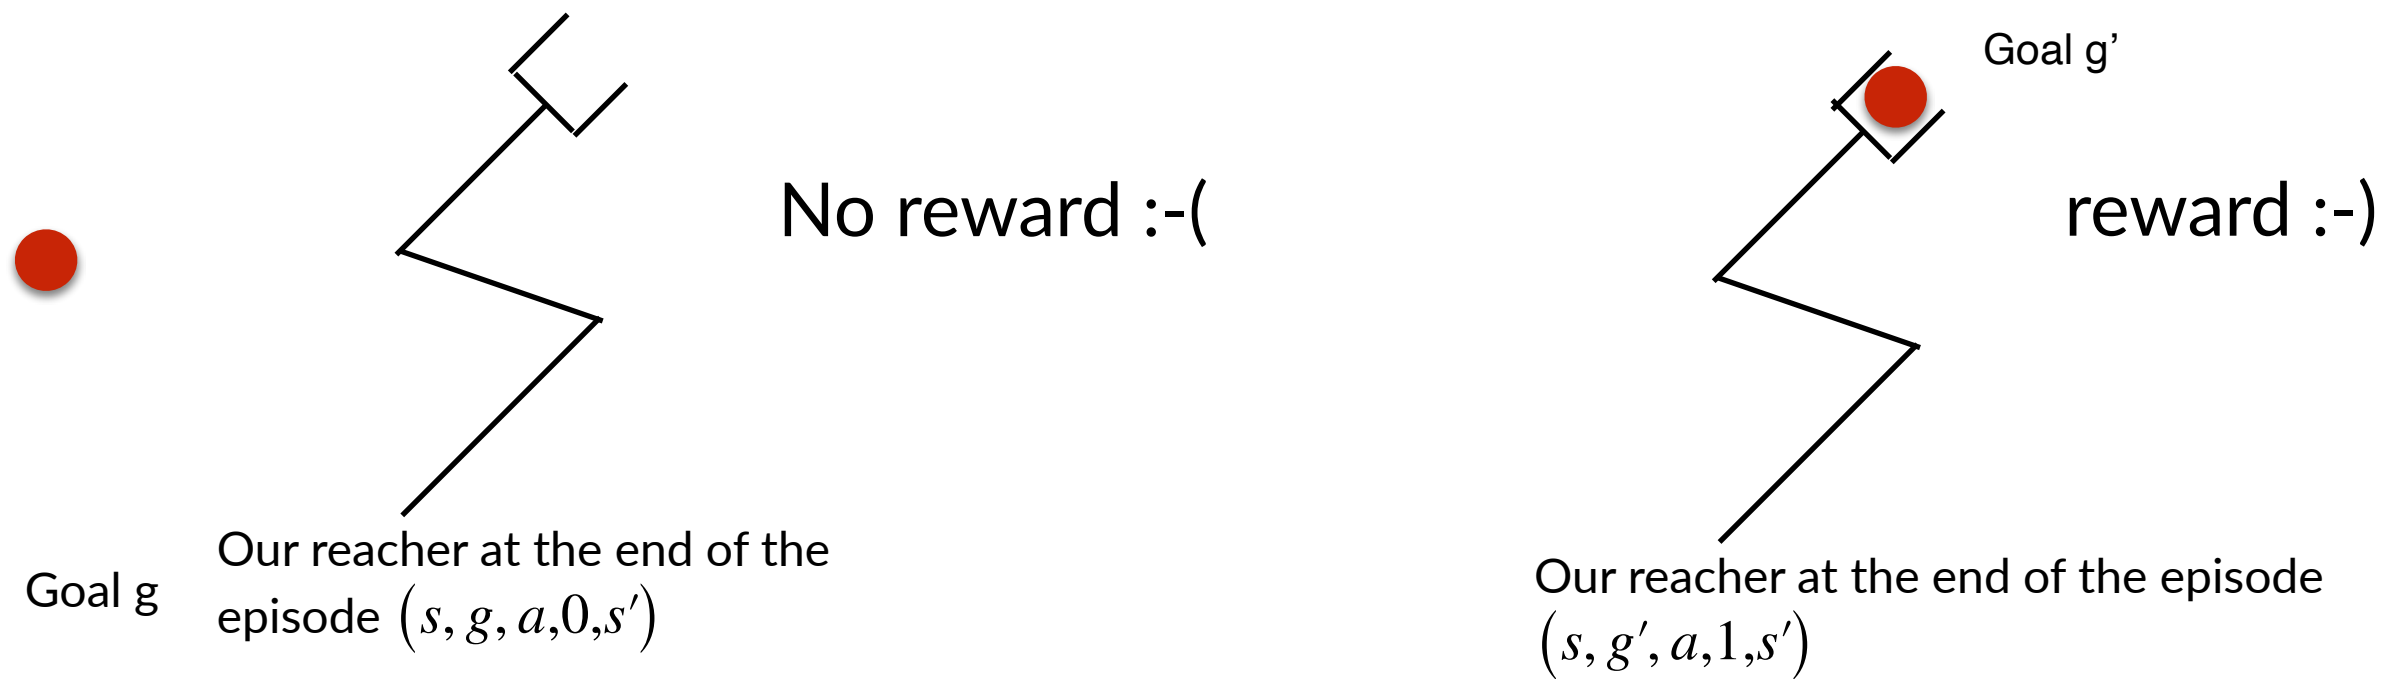 Goal g’
No reward :-(
reward :-)
Our reacher at the end of the
episode (s, g, a,0,s′)
Goal g
Our reacher at the end of the episode
(s, g′, a,1,s′)